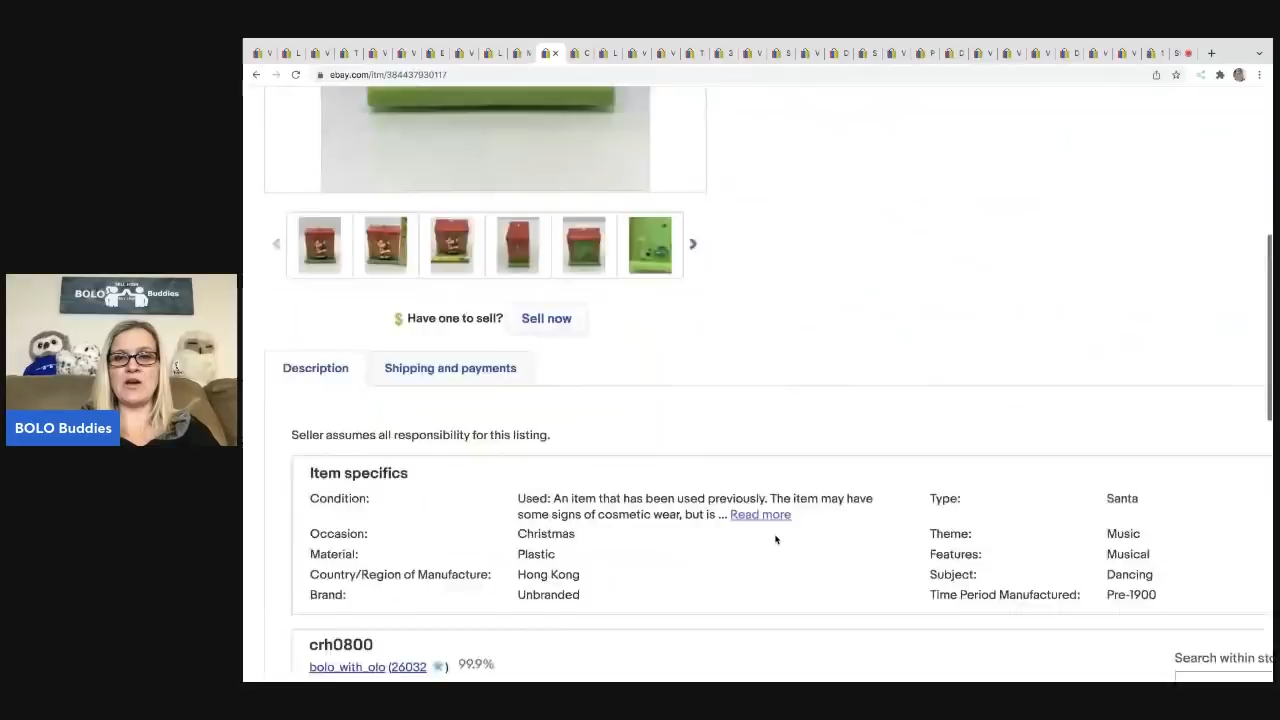 ebay.com/itm/384437930117
Have one to sell? Sell now
Description Shipping and payments
Seller assumes all responsibility for this listing.
Item specifics
Condition: Used: An item that has been used previously. The item may have Type: Santa
some signs of cosmetic wear, but is ... Read more
Occasion: Christmas Theme: Music
Material: Plastic Features: Musical
Country/Region of Manufacture: Hong Kong Subject: Dancing
Brand: Unbranded Time Period Manufactured: Pre-1900
crh0800
bolo_with_olo (26032 ) 99.9%
Search within sto
BOLO Buddies
BOLO Buddies